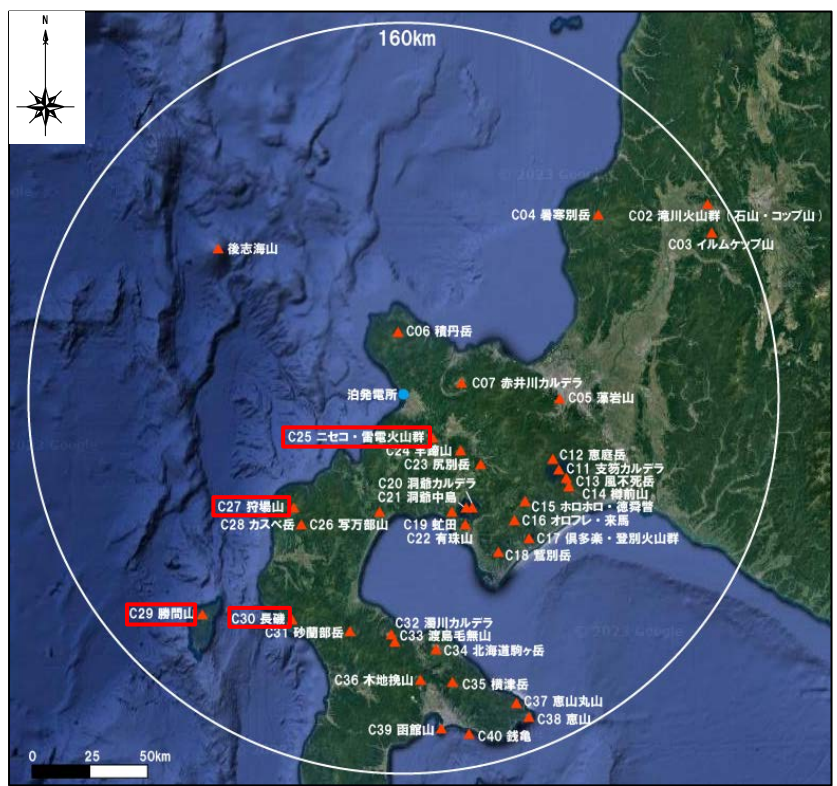 N
160km
© 2023 Google
C04 暑寒別岳
C02 滝川火山群 ( 石山・コップ山 )
C03 イルムケップ山
後志海山
C06 積丹岳
C07 赤井川カルデラ
泊発電所
C05 藻岩山
C25 ニセコ・雷電火山群
C24 羊蹄山
C12 恵庭岳
C23 尻別岳
C11 支笏カルデラ
C13 風不死岳
C20 洞爺カルデラ
C14 樽前山
C21 洞爺中島
C15 ホロホロ・徳舜瞥
C27 狩場山
C28 カスベ岳
C26 写万部山
C19 虻田
C16 オロフレ・来馬
C22 有珠山
C17 倶多楽・登別火山群
C18 鷲別岳
C29 勝澗山
C30 長磯
C31 砂蘭部岳
C32 濁川カルデラ
C33 渡島毛無山
© 2023 Google
C34 北海道駒ヶ岳
C36 木地挽山
C35 横津岳
C37 恵山丸山
C38 恵山
C39 函館山
C40 銭亀
0 25 50km